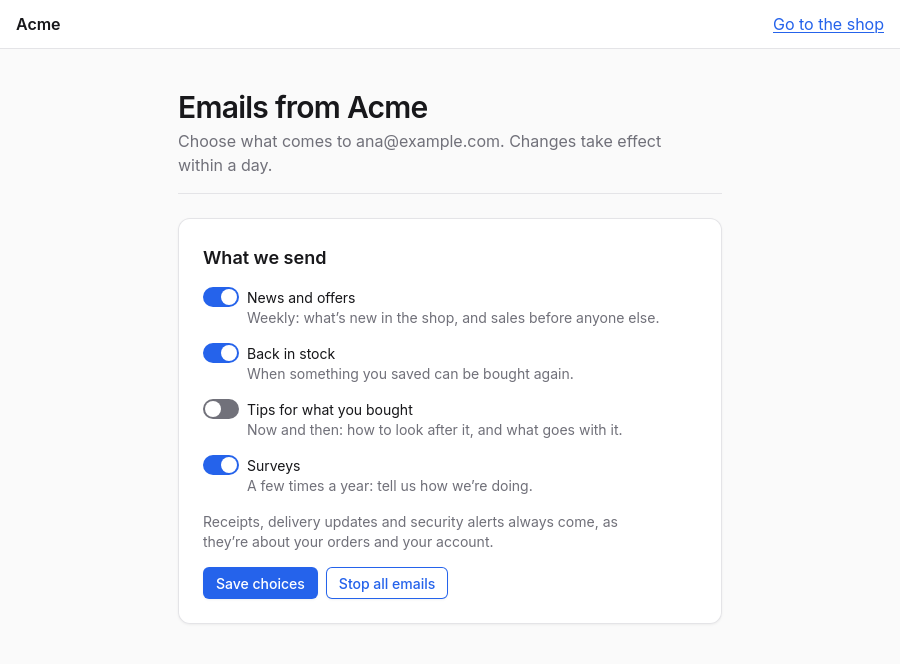 Acme
Go to the shop
Emails from Acme
Choose what comes to ana@example.com. Changes take effect
within a day.
What we send
News and offers
Weekly: what’s new in the shop, and sales before anyone else.
Back in stock
When something you saved can be bought again.
Tips for what you bought
Now and then: how to look after it, and what goes with it.
Surveys
A few times a year: tell us how we’re doing.
Receipts, delivery updates and security alerts always come, as
they’re about your orders and your account.
Save choices
Stop all emails